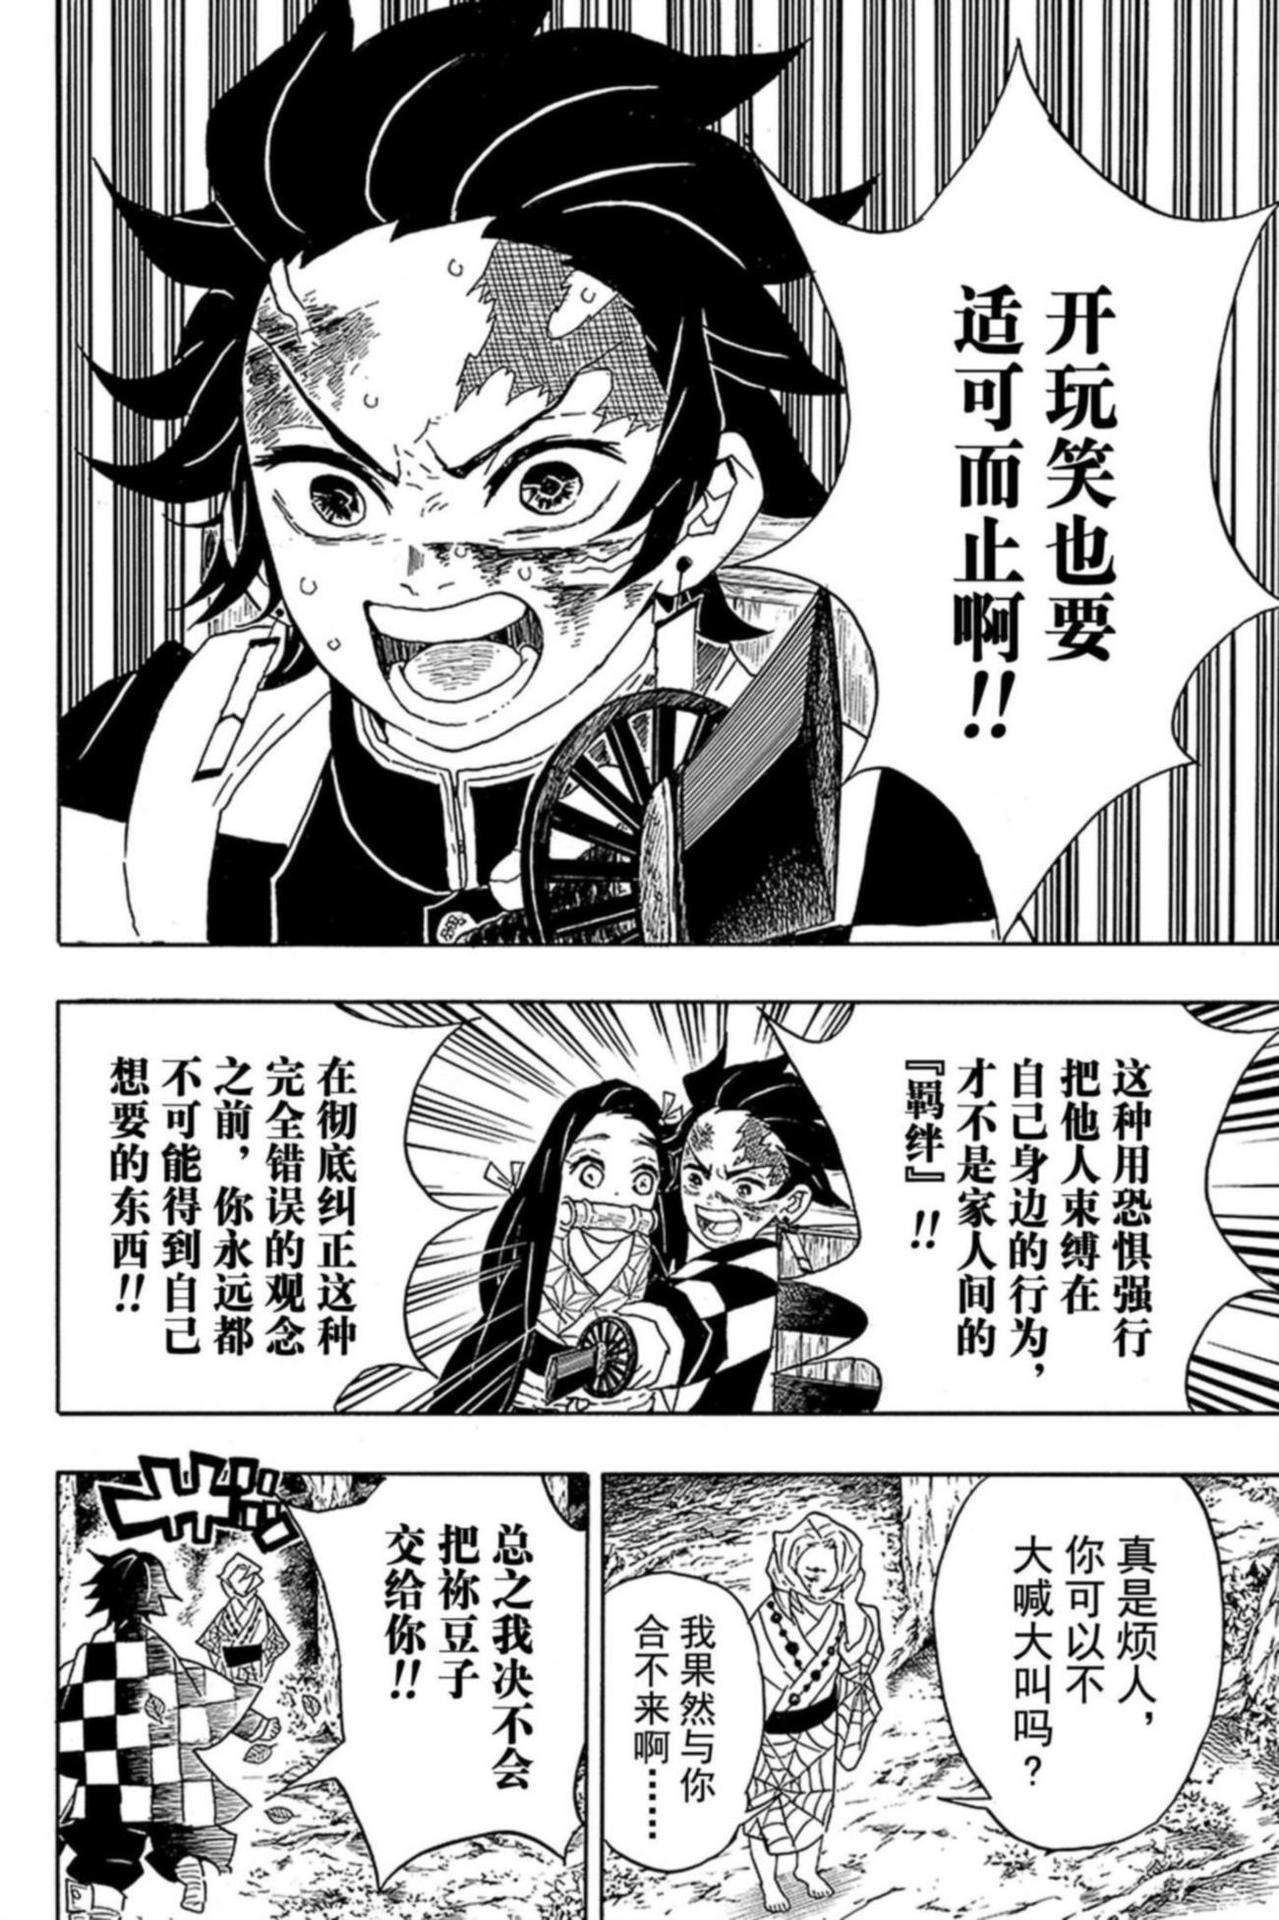 开玩笑也要
适可而止啊!!
这种用恐惧强行
把他人束缚在
自己身边的行为，
才不是家人间的
『羁绊』!!
在彻底纠正这种
完全错误的观念
之前，你永远都
不可能得到自己
想要的东西!!
真是烦人，
你可以不
大喊大叫吗？
我果然与你
合不来啊……
总之我决不会
把祢豆子
交给你!!